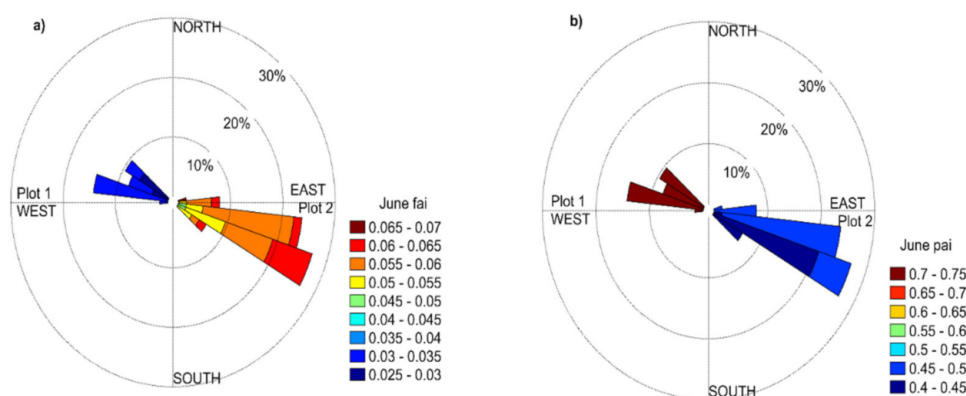 a)
NORTH
30%
20%
10%
Plot 1
WEST
EAST
Plot 2
SOUTH
June fai
0.065 - 0.07
0.06 - 0.065
0.055 - 0.06
0.05 - 0.055
0.045 - 0.05
0.04 - 0.045
0.035 - 0.04
0.03 - 0.035
0.025 - 0.03
b)
NORTH
30%
20%
10%
Plot 1
WEST
EAST
Plot 2
SOUTH
June pai
0.7 - 0.75
0.65 - 0.7
0.6 - 0.65
0.55 - 0.6
0.5 - 0.55
0.45 - 0.5
0.4 - 0.45